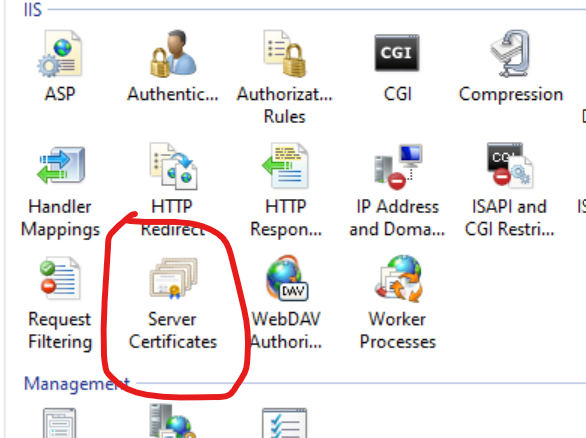 IIS
ASP
Authentic...
Authorizat...
Rules
CGI
CGI
Compression
Handler
Mappings
HTTP
Redirect
HTTP
Respon...
IP Address
and Doma...
ISAPI and
CGI Restri...
Request
Filtering
Server
Certificates
DAV
WebDAV
Authori...
Worker
Processes
Management